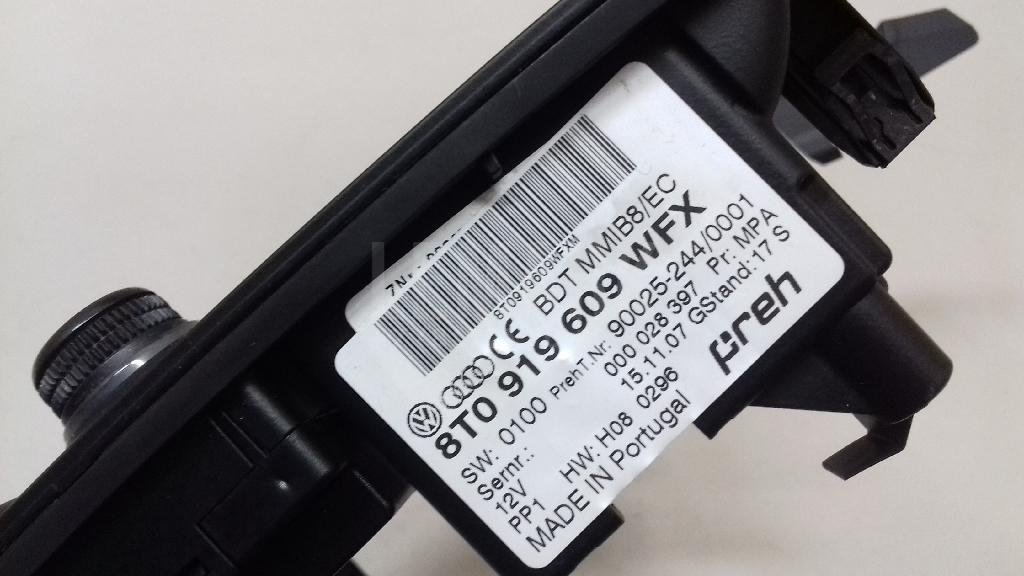 8T0919609WFXM
BDT MMIB8/EC
8T0 919 609 WFX
SW: 0100 PrehT.Nr. 90025-244/0001
Sernr.: 000 028 397 Pr: MPA
12V 15.11.07 GStand:17 S
PP1 HW: H08 0296
MADE IN Portugal
preh